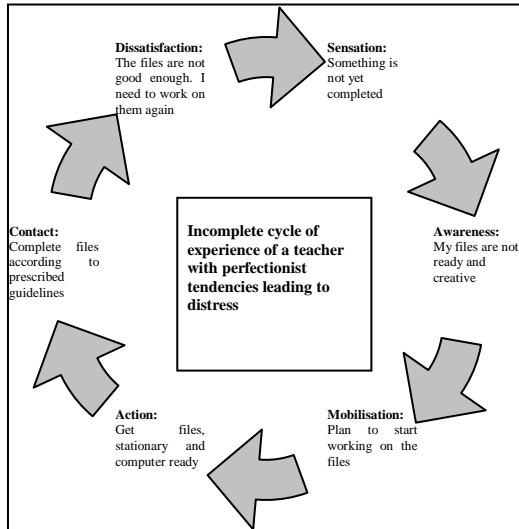 Dissatisfaction:
The files are not
good enough. I
need to work on
them again
Sensation:
Something is
not yet
completed
Awareness:
My files are not
ready and
creative
Mobilisation:
Plan to start
working on the
files
Action:
Get files,
stationary and
computer ready
Contact:
Complete files
according to
prescribed
guidelines
Incomplete cycle of
experience of a teacher
with perfectionist
tendencies leading to
distress